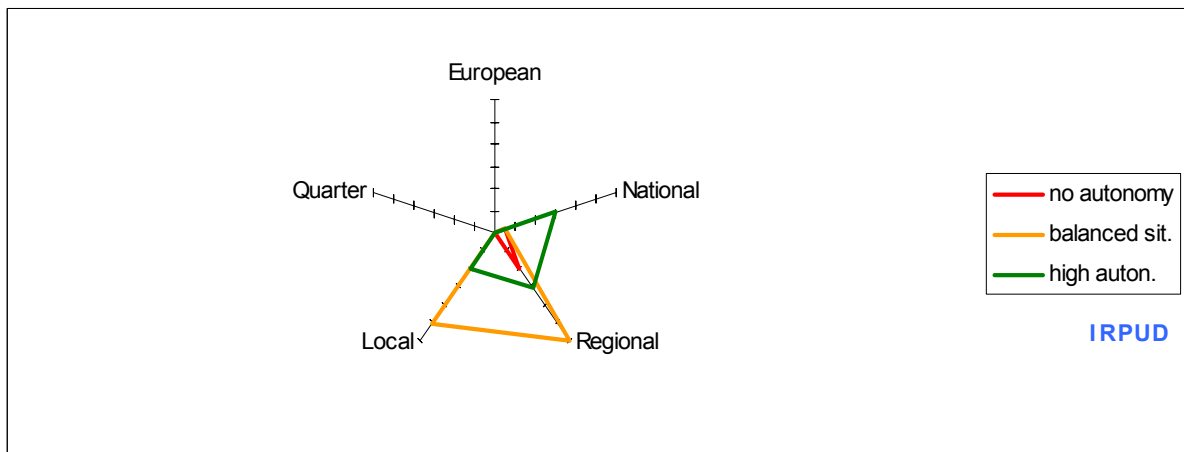 European
Quarter
National
Local
Regional
no autonomy
balanced sit.
high auton.
IRPUD